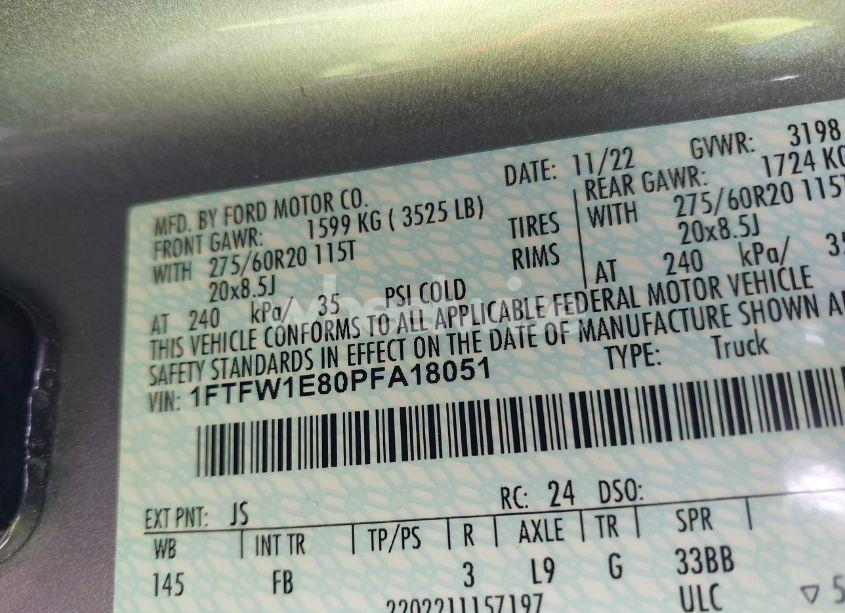 DATE: 11/22 GVWR: 3198
MFD. BY FORD MOTOR CO.
FRONT GAWR: 1599 KG ( 3525 LB) REAR GAWR: 1724 KG
WITH 275/60R20 115T TIRES WITH 275/60R20 115T
20x8.5J RIMS 20x8.5J
AT 240 kPa/ 35 PSI COLD AT 240 kPa/ 35
THIS VEHICLE CONFORMS TO ALL APPLICABLE FEDERAL MOTOR VEHICLE
SAFETY STANDARDS IN EFFECT ON THE DATE OF MANUFACTURE SHOWN
VIN: 1FTFW1E80PFA18051 TYPE: Truck
EXT PNT: JS RC: 24 DSO:
WB INT TR TP/PS R AXLE TR SPR
145 FB 3 L9 G 33BB
2202211157197 ULC ▽ 5